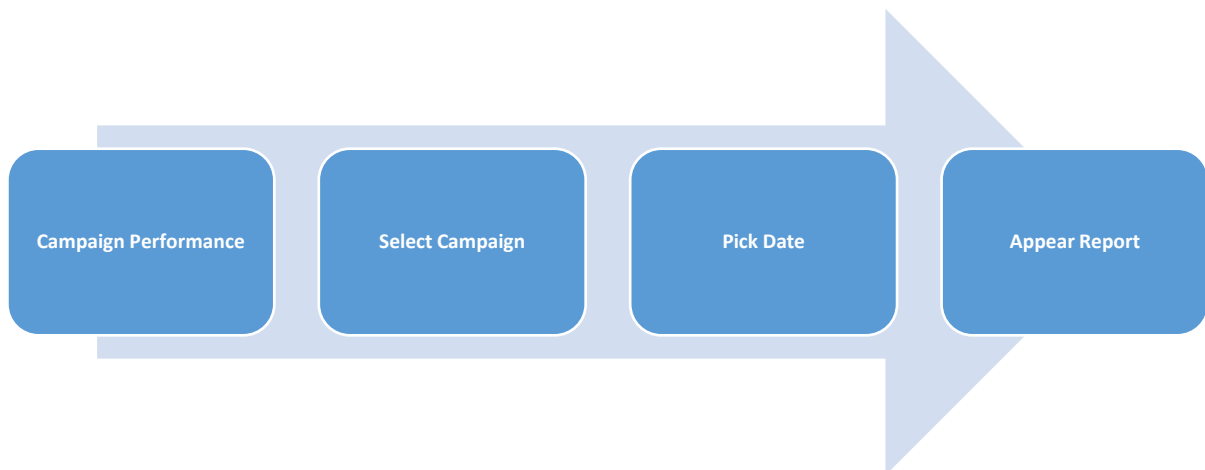 Campaign Performance
Select Campaign
Pick Date
Appear Report